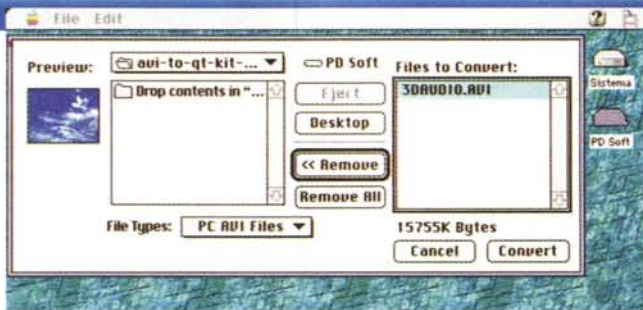 File Edit
Preview:
avi-to-qt-kit-...
PD Soft
Files to Convert:
Drop contents in “...
Eject
3DAUDIO.AVI
Desktop
<< Remove
Remove All
File Types:
PC AVI Files
15755K Bytes
Cancel
Convert
Sistema
PD Soft